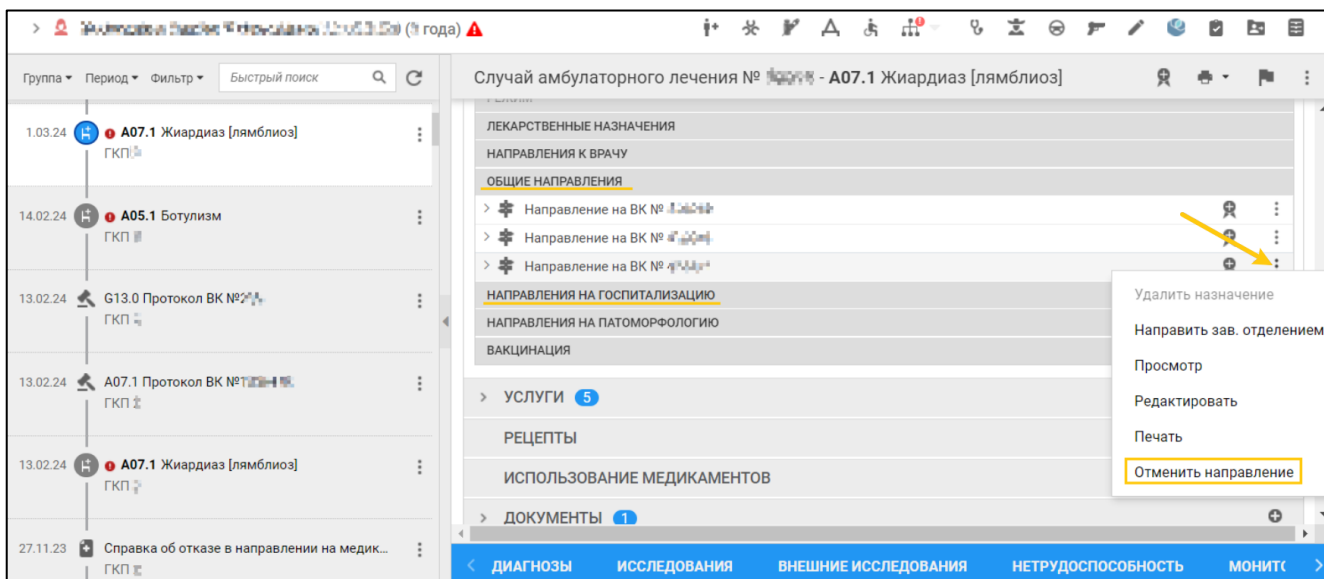 (3 года)
Группа Период Фильтр Быстрый поиск
1.03.24 A07.1 Жиардиаз [лямблиоз]
ГКП
14.02.24 A05.1 Ботулизм
ГКП
13.02.24 G13.0 Протокол ВК №
ГКП
13.02.24 A07.1 Протокол ВК №
ГКП
13.02.24 A07.1 Жиардиаз [лямблиоз]
ГКП
27.11.23 Справка об отказе в направлении на медик...
ГКП
Случай амбулаторного лечения № - A07.1 Жиардиаз [лямблиоз]
РЕЖИМ
ЛЕКАРСТВЕННЫЕ НАЗНАЧЕНИЯ
НАПРАВЛЕНИЯ К ВРАЧУ
ОБЩИЕ НАПРАВЛЕНИЯ
Направление на ВК №
Направление на ВК №
Направление на ВК №
НАПРАВЛЕНИЯ НА ГОСПИТАЛИЗАЦИЮ
НАПРАВЛЕНИЯ НА ПАТОМОРФОЛОГИЮ
ВАКЦИНАЦИЯ
УСЛУГИ 5
РЕЦЕПТЫ
ИСПОЛЬЗОВАНИЕ МЕДИКАМЕНТОВ
ДОКУМЕНТЫ 1
Удалить назначение
Направить зав. отделением
Просмотр
Редактировать
Печать
Отменить направление
ДИАГНОЗЫ ИССЛЕДОВАНИЯ ВНЕШНИЕ ИССЛЕДОВАНИЯ НЕТРУДОСПОСОБНОСТЬ МОНИТО